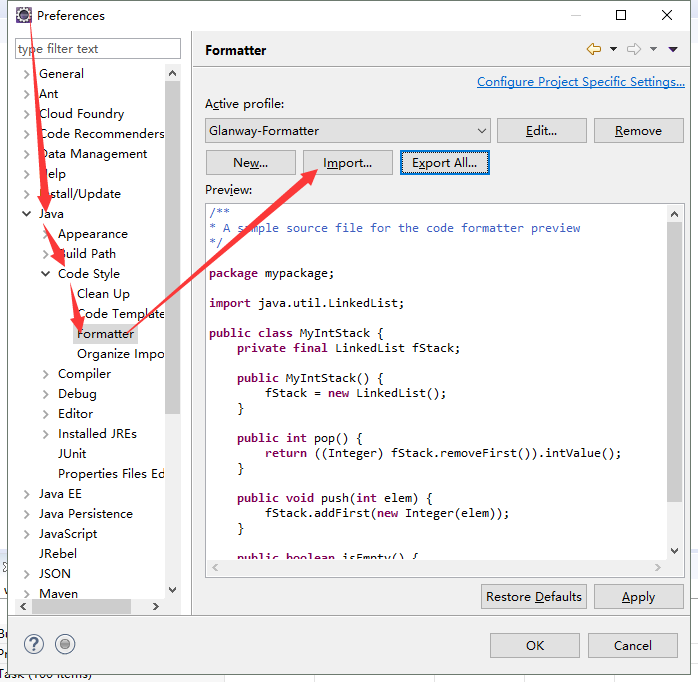 Preferences
type filter text
General
Ant
Cloud Foundry
Code Recommenders
Data Management
Help
Install/Update
Java
Appearance
Build Path
Code Style
Clean Up
Code Template
Formatter
Organize Impo
Compiler
Debug
Editor
Installed JREs
JUnit
Properties Files Ed
Java EE
Java Persistence
JavaScript
JRebel
JSON
Maven
Formatter
Configure Project Specific Settings...
Active profile:
Glanway-Formatter
Edit...
Remove
New...
Import...
Export All...
Preview:
/**
* A sample source file for the code formatter preview
*/
package mypackage;
import java.util.LinkedList;
public class MyIntStack {
private final LinkedList fStack;
public MyIntStack() {
fStack = new LinkedList();
}
public int pop() {
return ((Integer) fStack.removeFirst()).intValue();
}
public void push(int elem) {
fStack.addFirst(new Integer(elem));
}
public boolean isEmpty() {
Restore Defaults
Apply
?
OK
Cancel
Task (100 items)